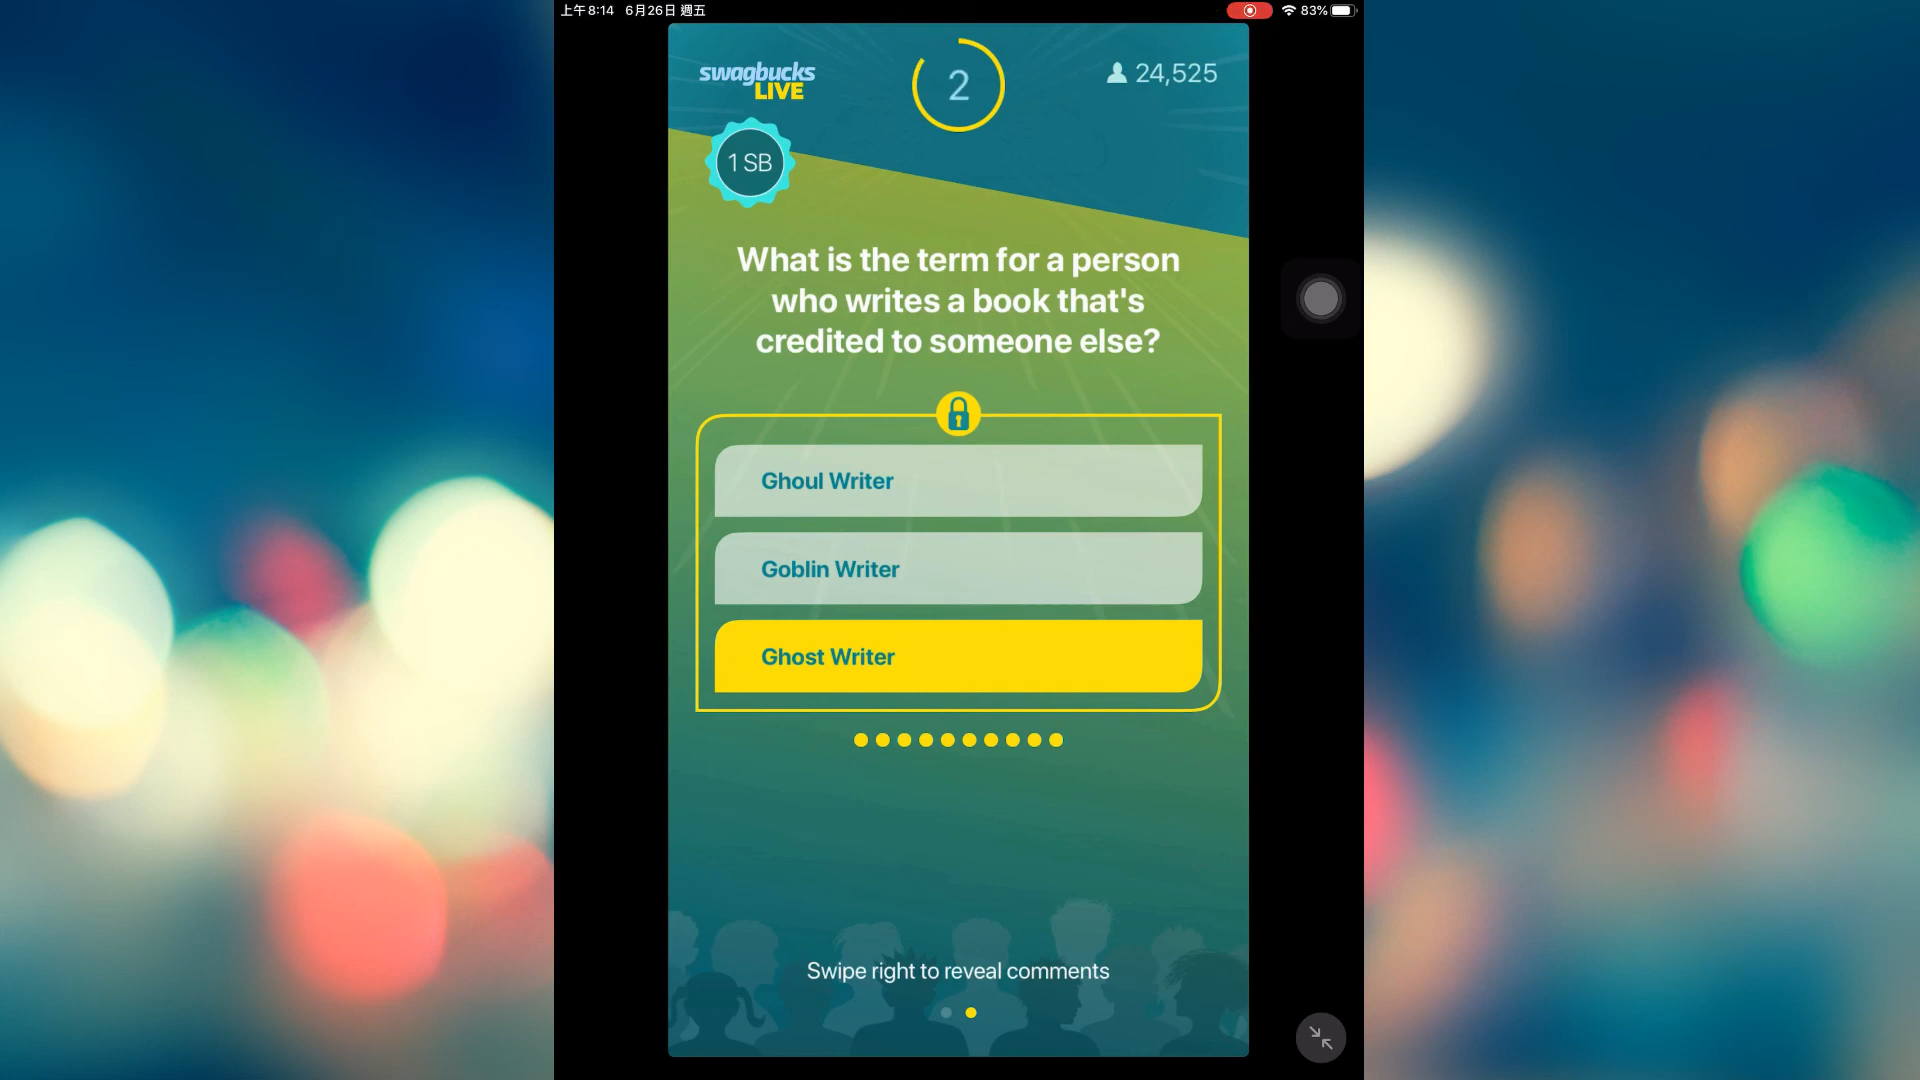 上午8:14 6月26日 週五
83%
swagbucks
LIVE
2
24,525
1 SB
What is the term for a person
who writes a book that's
credited to someone else?
Ghoul Writer
Goblin Writer
Ghost Writer
Swipe right to reveal comments